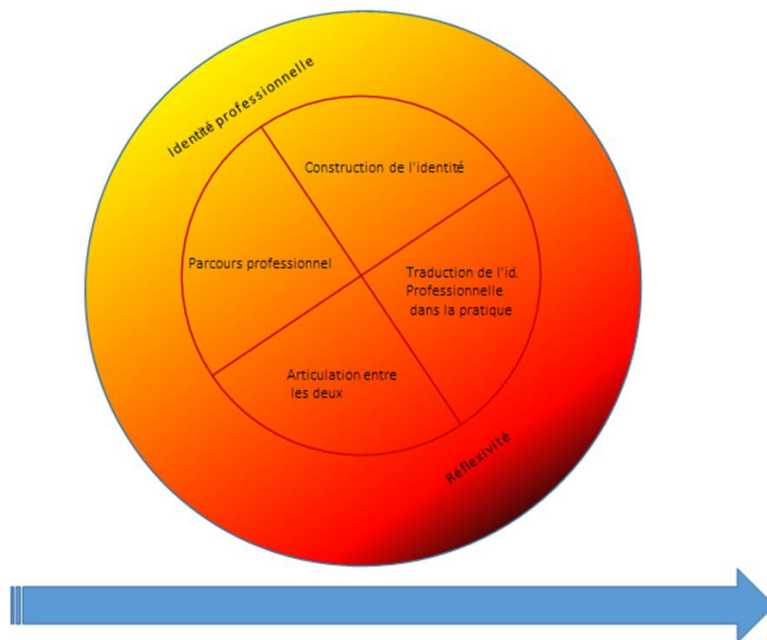 Identité professionnelle
Construction de l'identité
Parcours professionnel
Traduction de l'id.
Professionnelle
dans la pratique
Articulation entre
les deux
Réflexivité